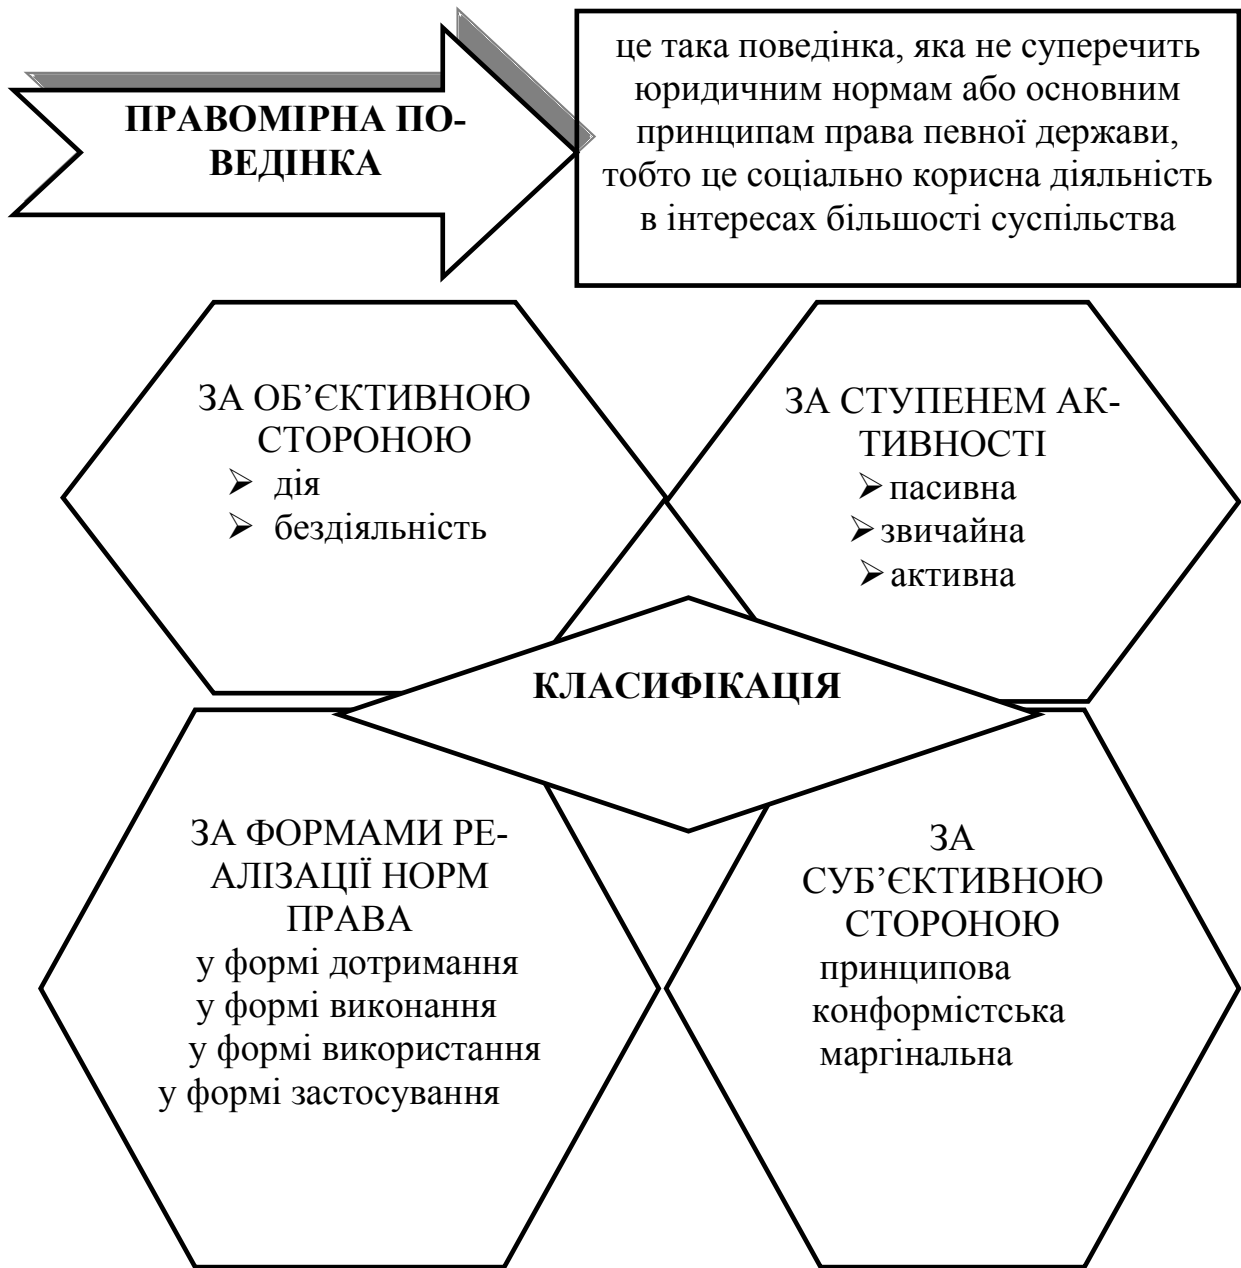 ПРАВОМІРНА ПО-
ВЕДІНКА
це така поведінка, яка не суперечить
юридичним нормам або основним
принципам права певної держави,
тобто це соціально корисна діяльність
в інтересах більшості суспільства
ЗА ОБ’ЄКТИВНОЮ
СТОРОНОЮ
➢ дія
➢ бездіяльність
ЗА СТУПЕНЕМ АК-
ТИВНОСТІ
➢ пасивна
➢ звичайна
➢ активна
КЛАСИФІКАЦІЯ
ЗА ФОРМАМИ РЕ-
АЛІЗАЦІЇ НОРМ
ПРАВА
у формі дотримання
у формі виконання
у формі використання
у формі застосування
ЗА
СУБ’ЄКТИВНОЮ
СТОРОНОЮ
принципова
конформістська
маргінальна